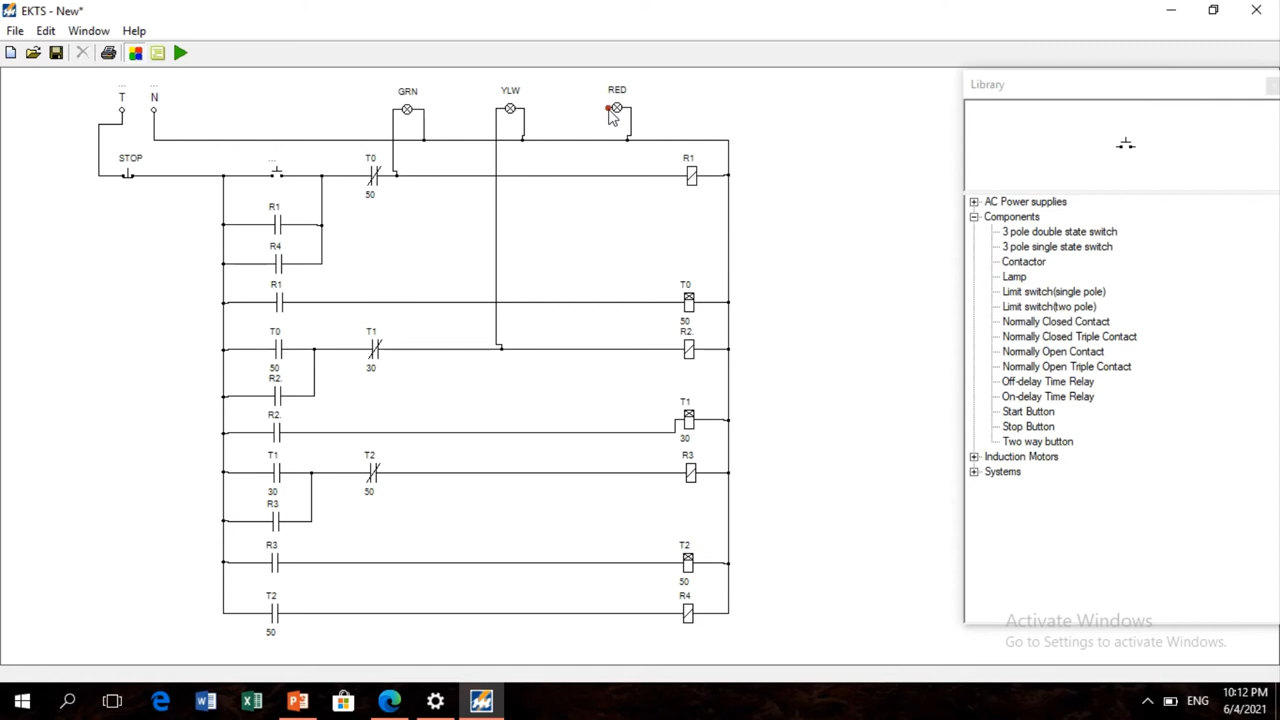 EKTS - New*
File Edit Window Help
... ...
T N
GRN YLW RED
STOP ... T0 R1
50
R1
R4
R1 T0
50
T0 T1 R2.
50 30
R2.
R2. T1
30
T1 T2 R3
30 50
R3
R3 T2
50
T2 R4
50
Library
AC Power supplies
Components
3 pole double state switch
3 pole single state switch
Contactor
Lamp
Limit switch(single pole)
Limit switch(two pole)
Normally Closed Contact
Normally Closed Triple Contact
Normally Open Contact
Normally Open Triple Contact
Off-delay Time Relay
On-delay Time Relay
Start Button
Stop Button
Two way button
Induction Motors
Systems
Activate Windows
Go to Settings to activate Windows.
ENG
10:12 PM
6/4/2021